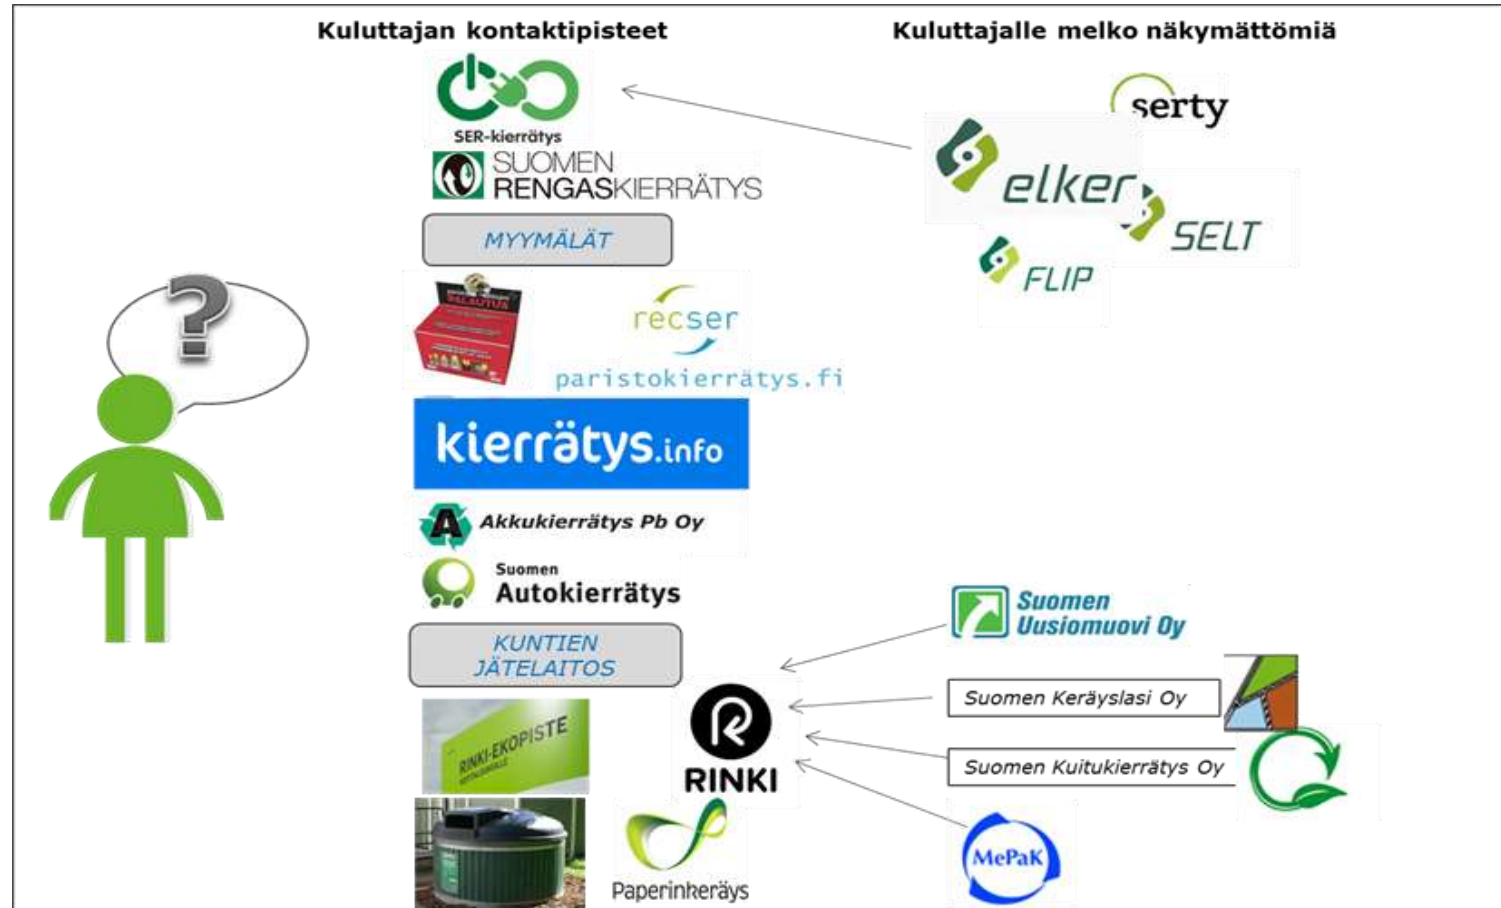 Kuluttajan kontaktipisteet
Kuluttajalle melko näkymättömiä
SER-kierrätys
SUOMEN
RENGASKIERRÄTYS
MYYMÄLÄT
PALAUTUS
recser
paristokierrätys.fi
kierrätys.info
A
Akkukierrätys Pb Oy
Suomen
Autokierrätys
KUNTIEN
JÄTELAITOS
RINKI-EKOPISTE
RINKI
Paperinkeräys
serty
elker
SELT
FLIP
Suomen
Uusiomuovi Oy
Suomen Keräyslasi Oy
Suomen Kuitukierrätys Oy
MePaK
?